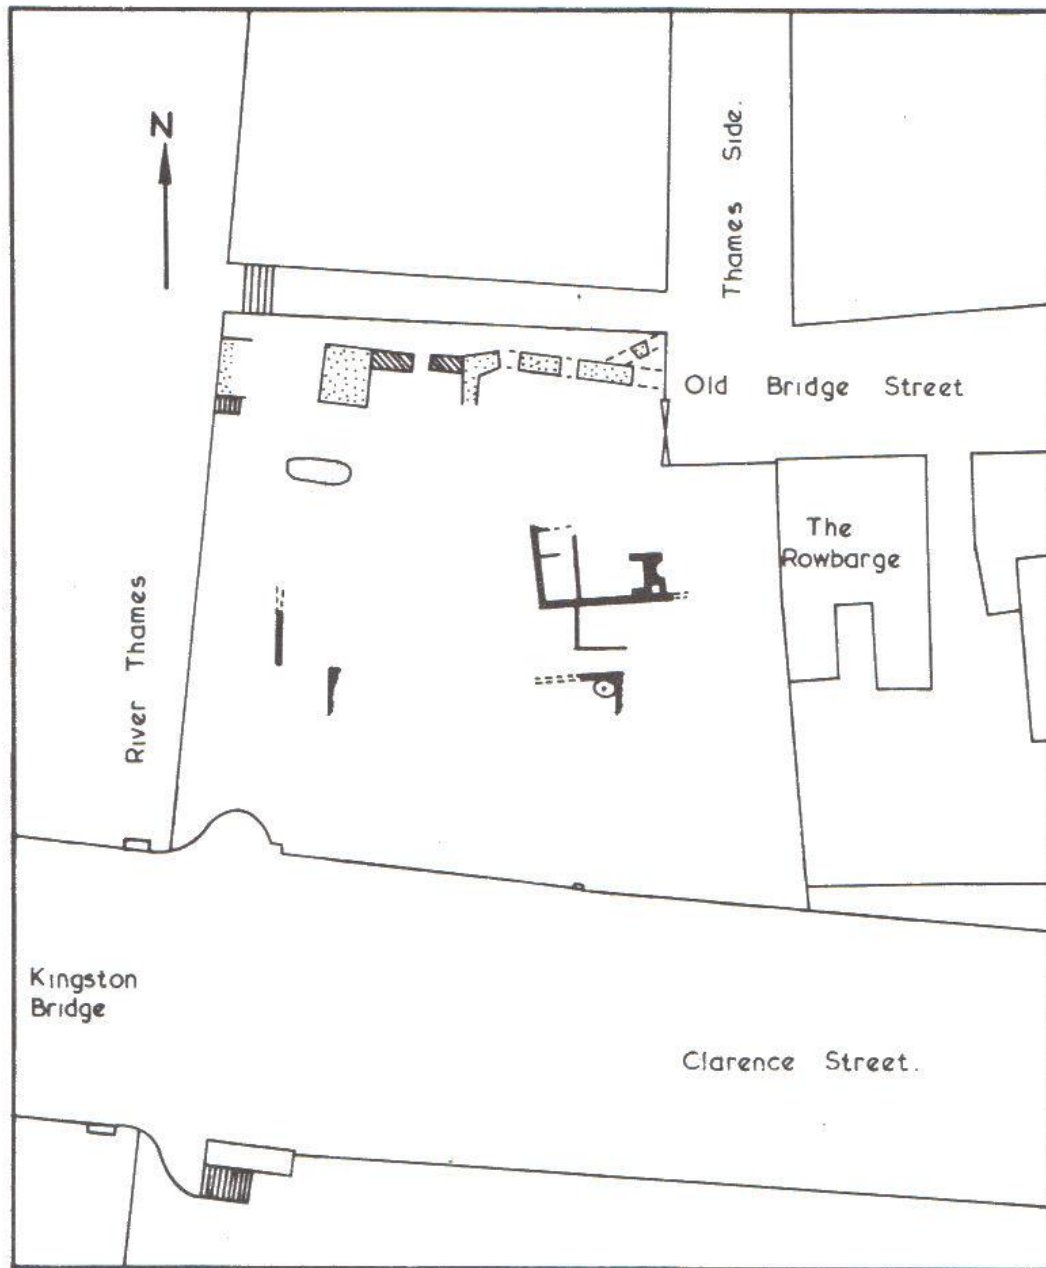 N
Thames Side.
Old Bridge Street
The
Rowbarge
River Thames
Kingston
Bridge
Clarence Street.